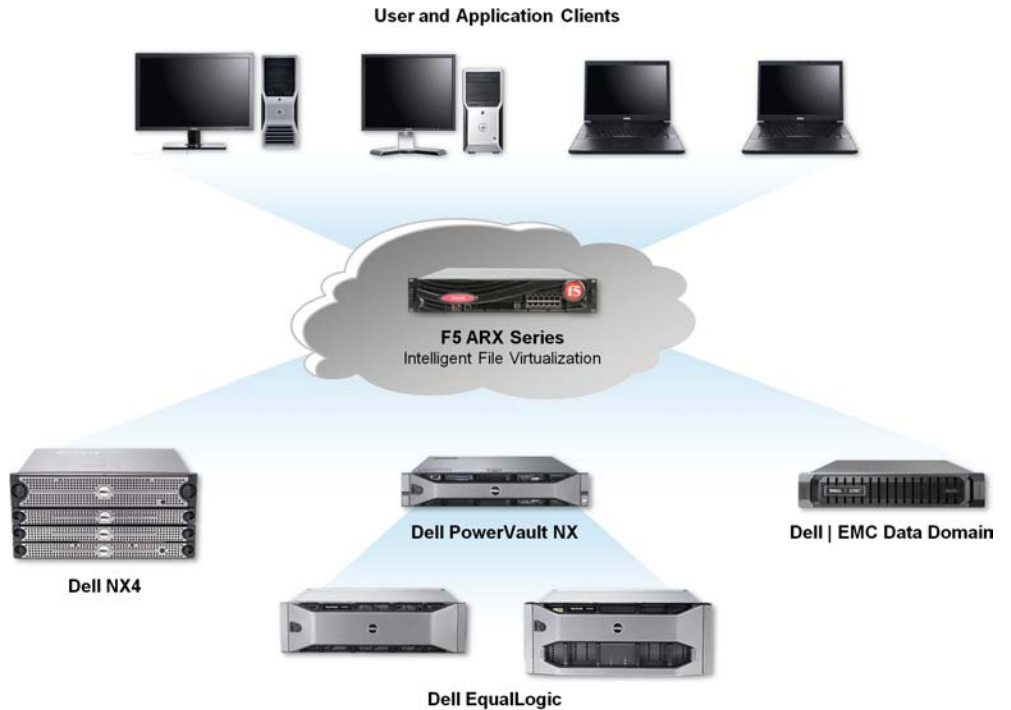 User and Application Clients
f5
F5 ARX Series
Intelligent File Virtualization
Dell PowerVault NX
Dell | EMC Data Domain
Dell NX4
Dell EqualLogic